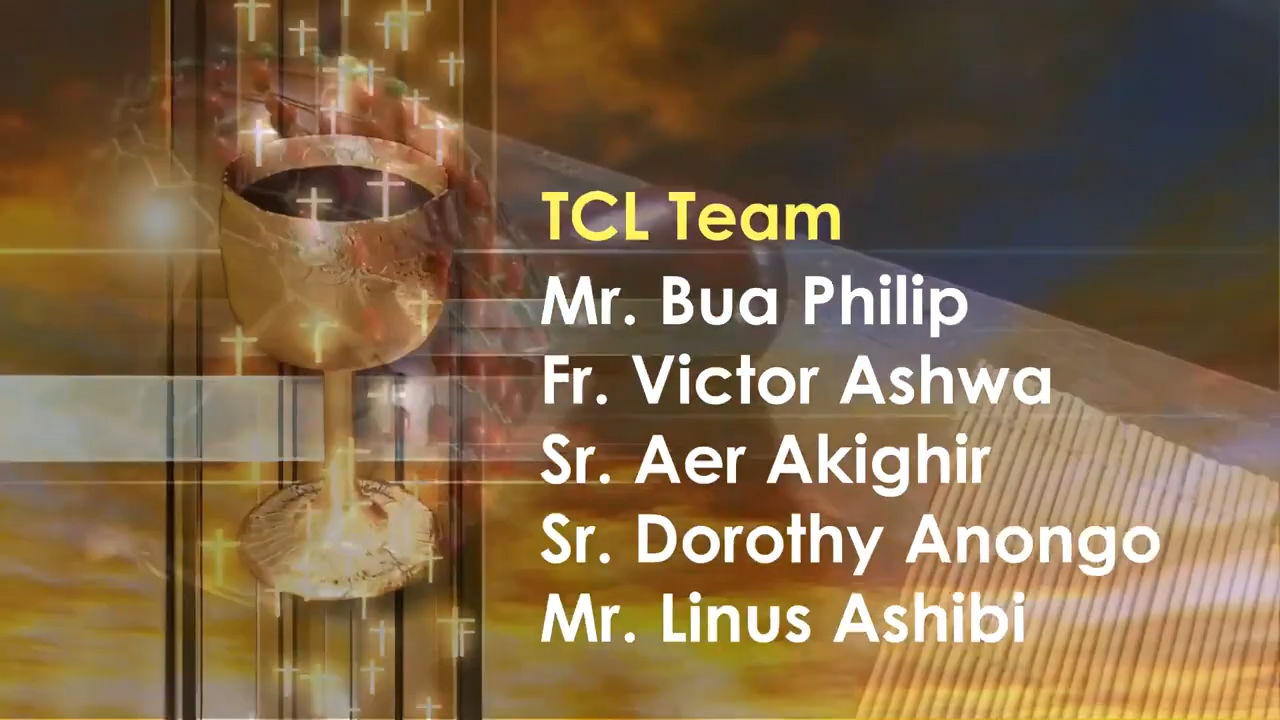 TCL Team
Mr. Bua Philip
Fr. Victor Ashwa
Sr. Aer Akighir
Sr. Dorothy Anongo
Mr. Linus Ashibi